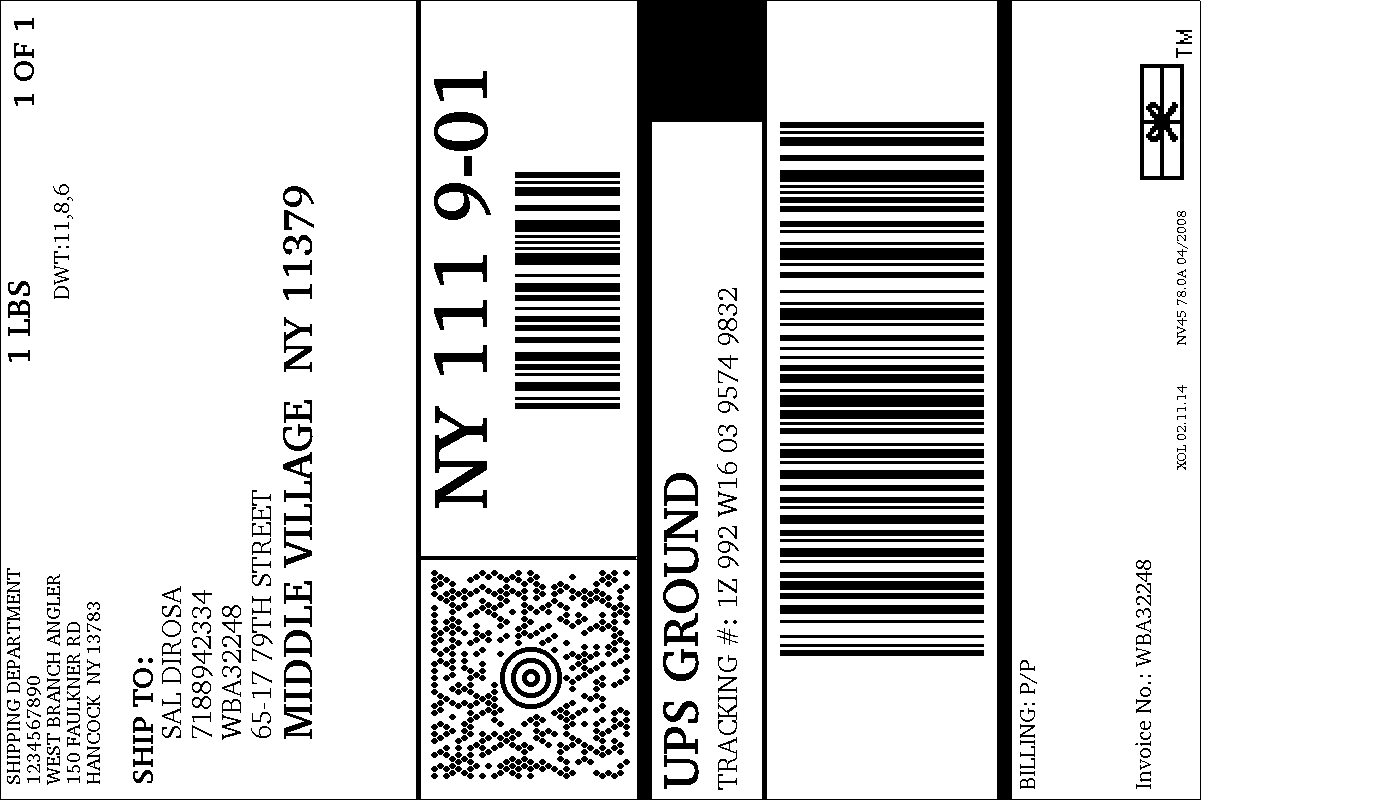 SHIPPING DEPARTMENT
1234567890
WEST BRANCH ANGLER
150 FAULKNER RD
HANCOCK NY 13783
1 LBS
1 OF 1
DWT:11,8,6
SHIP TO:
SAL DIROSA
7188942334
WBA32248
65-17 79TH STREET
MIDDLE VILLAGE NY 11379
NY 111 9-01
UPS GROUND
TRACKING #: 1Z 992 W16 03 9574 9832
BILLING: P/P
Invoice No.: WBA32248
XOL 02.11.14 NV45 78.0A 04/2008
TM